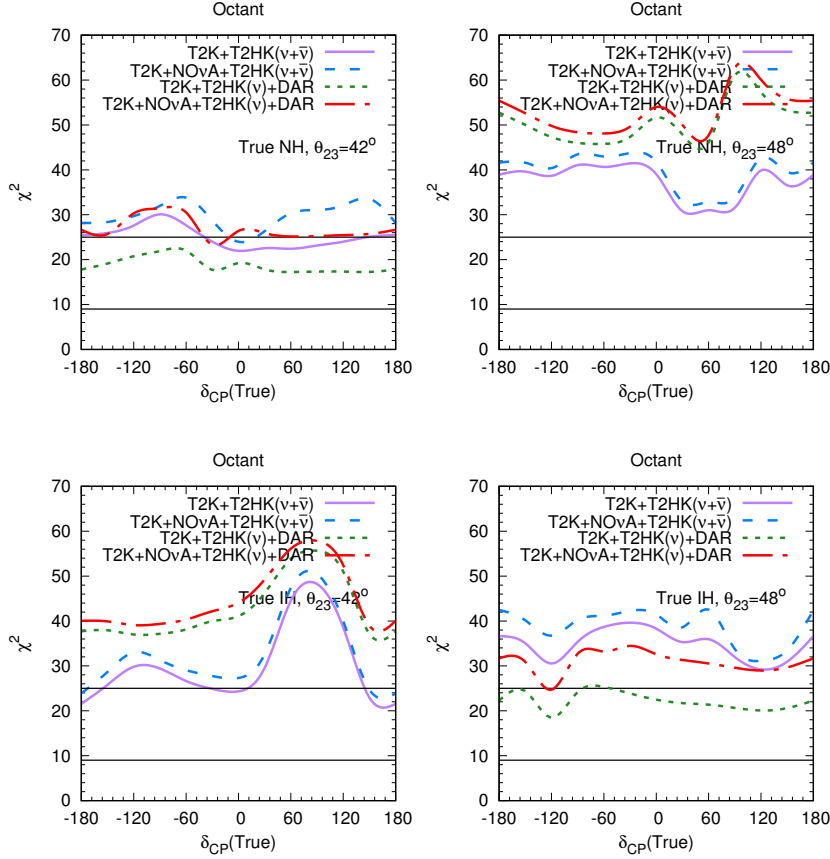 Octant
70
60
50
40
30
20
10
0
χ²
T2K+T2HK(ν+ν̅)
T2K+NOνA+T2HK(ν+ν̅)
T2K+T2HK(ν)+DAR
T2K+NOνA+T2HK(ν)+DAR
True NH, θ₂₃=42°
-180 -120 -60 0 60 120 180
δCP(True)
Octant
70
60
50
40
30
20
10
0
χ²
T2K+T2HK(ν+ν̅)
T2K+NOνA+T2HK(ν+ν̅)
T2K+T2HK(ν)+DAR
T2K+NOνA+T2HK(ν)+DAR
True NH, θ₂₃=48°
-180 -120 -60 0 60 120 180
δCP(True)
Octant
70
60
50
40
30
20
10
0
χ²
T2K+T2HK(ν+ν̅)
T2K+NOνA+T2HK(ν+ν̅)
T2K+T2HK(ν)+DAR
T2K+NOνA+T2HK(ν)+DAR
True IH, θ₂₃=42°
-180 -120 -60 0 60 120 180
δCP(True)
Octant
70
60
50
40
30
20
10
0
χ²
T2K+T2HK(ν+ν̅)
T2K+NOνA+T2HK(ν+ν̅)
T2K+T2HK(ν)+DAR
T2K+NOνA+T2HK(ν)+DAR
True IH, θ₂₃=48°
-180 -120 -60 0 60 120 180
δCP(True)